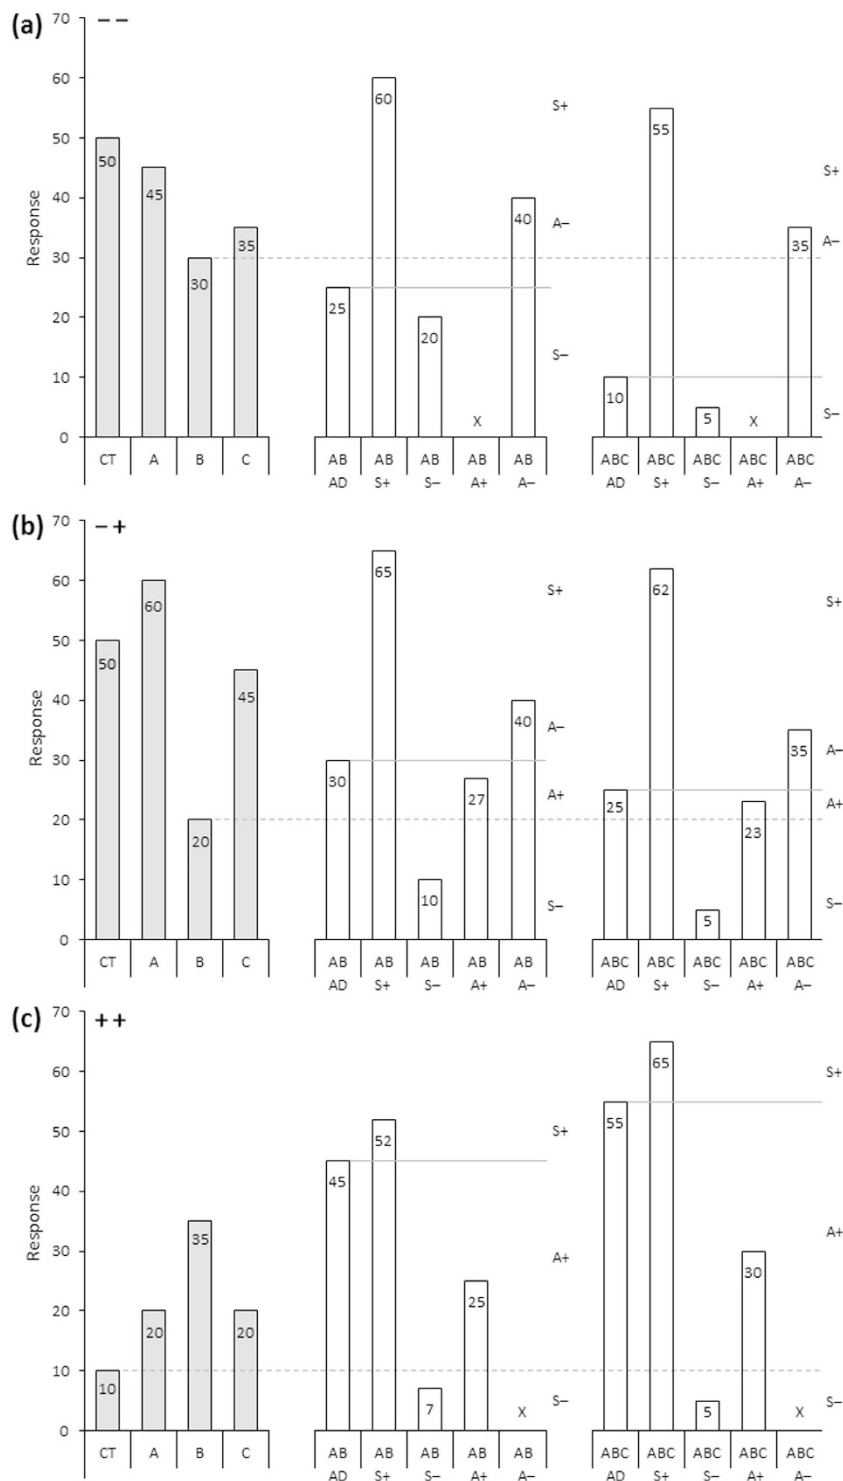 (a)
− −
70
60
50
40
30
20
10
0
Response
50
45
30
35
25
60
20
X
40
10
55
5
X
35
S+
A−
S−
S+
A−
S−
CT A B C AB AB AB AB AB ABC ABC ABC ABC ABC
AD S+ S− A+ A− AD S+ S− A+ A−
(b)
− +
70
60
50
40
30
20
10
0
Response
50
60
20
45
30
65
10
27
40
25
62
5
23
35
S+
A−
A+
S−
S+
A−
A+
S−
CT A B C AB AB AB AB AB ABC ABC ABC ABC ABC
AD S+ S− A+ A− AD S+ S− A+ A−
(c)
+ +
70
60
50
40
30
20
10
0
Response
10
20
35
20
45
52
7
25
X
55
65
5
30
X
S+
A+
S−
S+
A+
S−
CT A B C AB AB AB AB AB ABC ABC ABC ABC ABC
AD S+ S− A+ A− AD S+ S− A+ A−